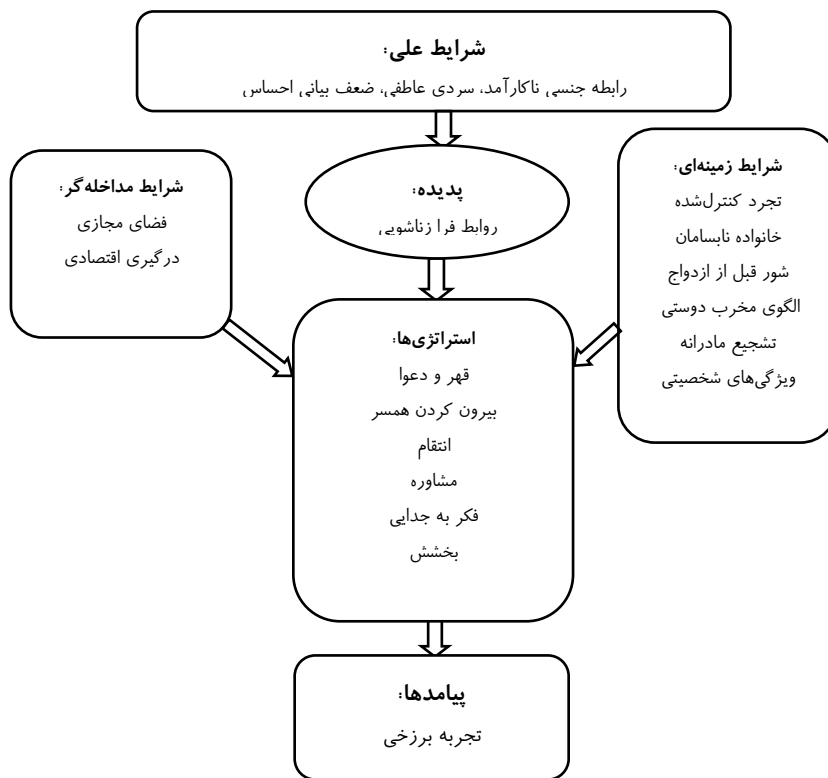 شرایط علی:
رابطه جنسی ناکارآمد، سردی عاطفی، ضعف بیانی احساس
پدیده:
روابط فرا زناشویی
شرایط زمینه‌ای:
تجرد کنترل‌شده
خانواده نابسامان
شور قبل از ازدواج
الگوی مخرب دوستی
تشجیع مادرانه
ویژگی‌های شخصیتی
شرایط مداخله‌گر:
فضای مجازی
درگیری اقتصادی
استراتژی‌ها:
قهر و دعوا
بیرون کردن همسر
انتقام
مشاوره
فکر به جدایی
بخشش
پیامدها:
تجربه برزخی